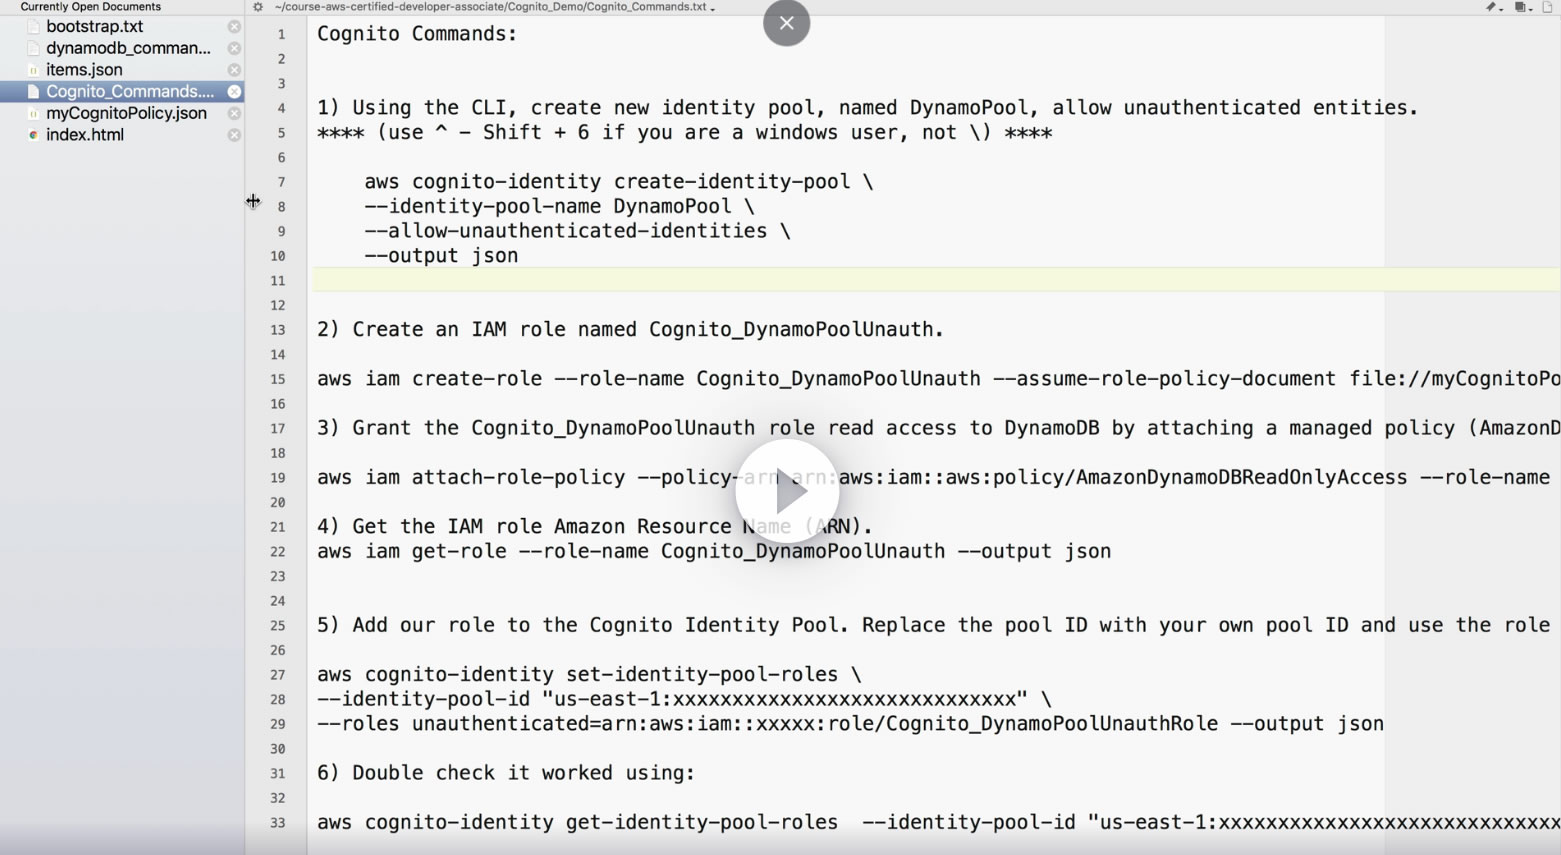 Currently Open Documents
~/course-aws-certified-developer-associate/Cognito_Demo/Cognito_Commands.txt
bootstrap.txt
dynamodb_comman...
items.json
Cognito_Commands....
myCognitoPolicy.json
index.html
1 Cognito Commands:
2
3
4 1) Using the CLI, create new identity pool, named DynamoPool, allow unauthenticated entities.
5 **** (use ^ - Shift + 6 if you are a windows user, not \) ****
6
7 aws cognito-identity create-identity-pool \
8 --identity-pool-name DynamoPool \
9 --allow-unauthenticated-identities \
10 --output json
11
12
13 2) Create an IAM role named Cognito_DynamoPoolUnauth.
14
15 aws iam create-role --role-name Cognito_DynamoPoolUnauth --assume-role-policy-document file://myCognitoPo
16
17 3) Grant the Cognito_DynamoPoolUnauth role read access to DynamoDB by attaching a managed policy (AmazonD
18
19 aws iam attach-role-policy --policy-arn arn:aws:iam::aws:policy/AmazonDynamoDBReadOnlyAccess --role-name
20
21 4) Get the IAM role Amazon Resource Name (ARN).
22 aws iam get-role --role-name Cognito_DynamoPoolUnauth --output json
23
24
25 5) Add our role to the Cognito Identity Pool. Replace the pool ID with your own pool ID and use the role
26
27 aws cognito-identity set-identity-pool-roles \
28 --identity-pool-id "us-east-1:xxxxxxxxxxxxxxxxxxxxxxxxxxxxx" \
29 --roles unauthenticated=arn:aws:iam::xxxxx:role/Cognito_DynamoPoolUnauthRole --output json
30
31 6) Double check it worked using:
32
33 aws cognito-identity get-identity-pool-roles  --identity-pool-id "us-east-1:xxxxxxxxxxxxxxxxxxxxxxxxxxxxx